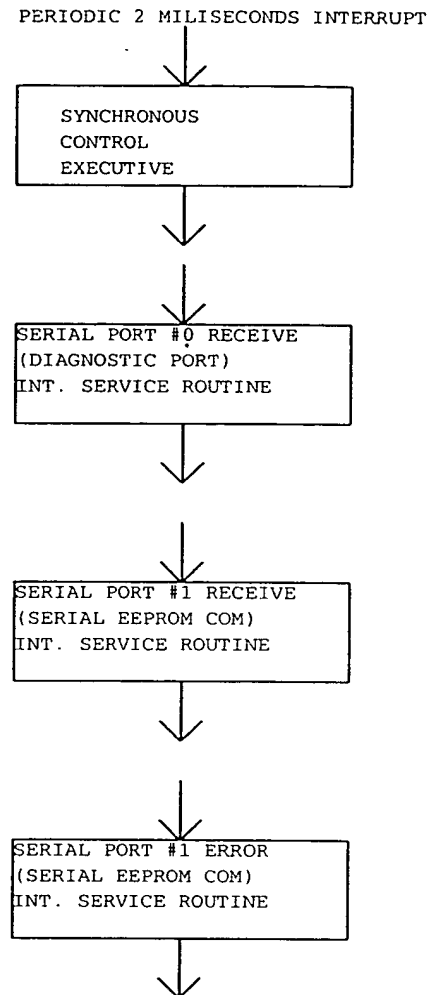 PERIODIC 2 MILISECONDS INTERRUPT
SYNCHRONOUS
CONTROL
EXECUTIVE
SERIAL PORT #0 RECEIVE
(DIAGNOSTIC PORT)
INT. SERVICE ROUTINE
SERIAL PORT #1 RECEIVE
(SERIAL EEPROM COM)
INT. SERVICE ROUTINE
SERIAL PORT #1 ERROR
(SERIAL EEPROM COM)
INT. SERVICE ROUTINE